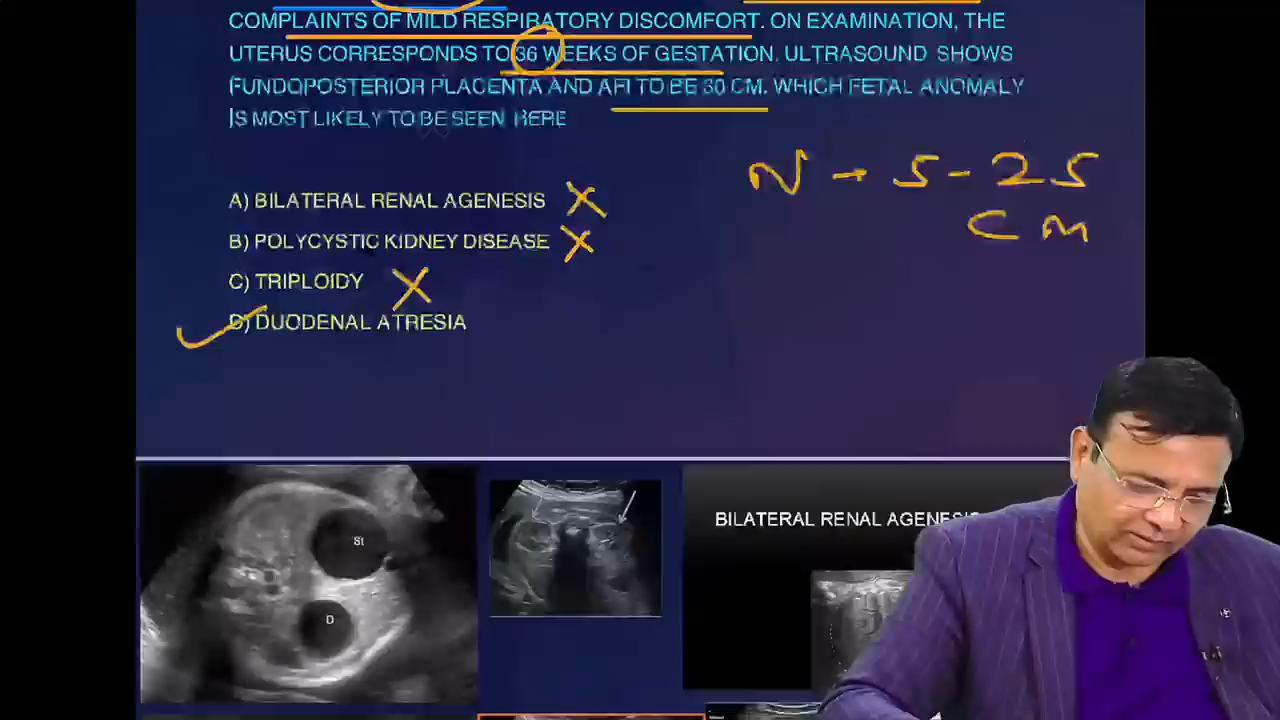 COMPLAINTS OF MILD RESPIRATORY DISCOMFORT. ON EXAMINATION, THE
UTERUS CORRESPONDS TO 36 WEEKS OF GESTATION. ULTRASOUND SHOWS
FUNDOPOSTERIOR PLACENTA AND AFI TO BE 30 CM. WHICH FETAL ANOMALY
IS MOST LIKELY TO BE SEEN HERE
N → 5-25
CM
A) BILATERAL RENAL AGENESIS X
B) POLYCYSTIC KIDNEY DISEASE X
C) TRIPLOIDY X
D) DUODENAL ATRESIA
St
D
BILATERAL RENAL AGENESIS